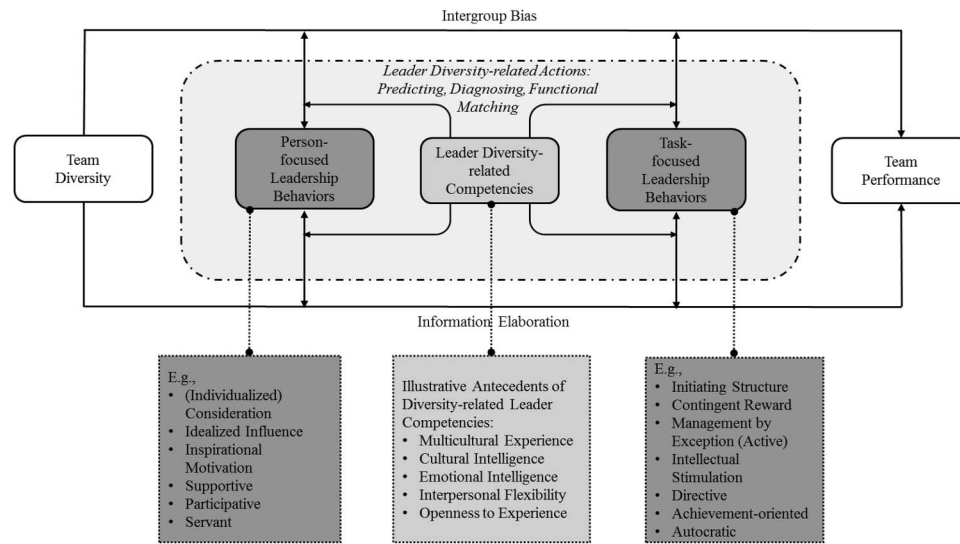 Intergroup Bias
Leader Diversity-related Actions:
Predicting, Diagnosing, Functional
Matching
Team
Diversity
Person-
focused
Leadership
Behaviors
Leader Diversity-
related
Competencies
Task-
focused
Leadership
Behaviors
Team
Performance
Information Elaboration
E.g.,
• (Individualized)
Consideration
• Idealized Influence
• Inspirational
Motivation
• Supportive
• Participative
• Servant
Illustrative Antecedents of
Diversity-related Leader
Competencies:
• Multicultural Experience
• Cultural Intelligence
• Emotional Intelligence
• Interpersonal Flexibility
• Openness to Experience
E.g.,
• Initiating Structure
• Contingent Reward
• Management by
Exception (Active)
• Intellectual
Stimulation
• Directive
• Achievement-oriented
• Autocratic